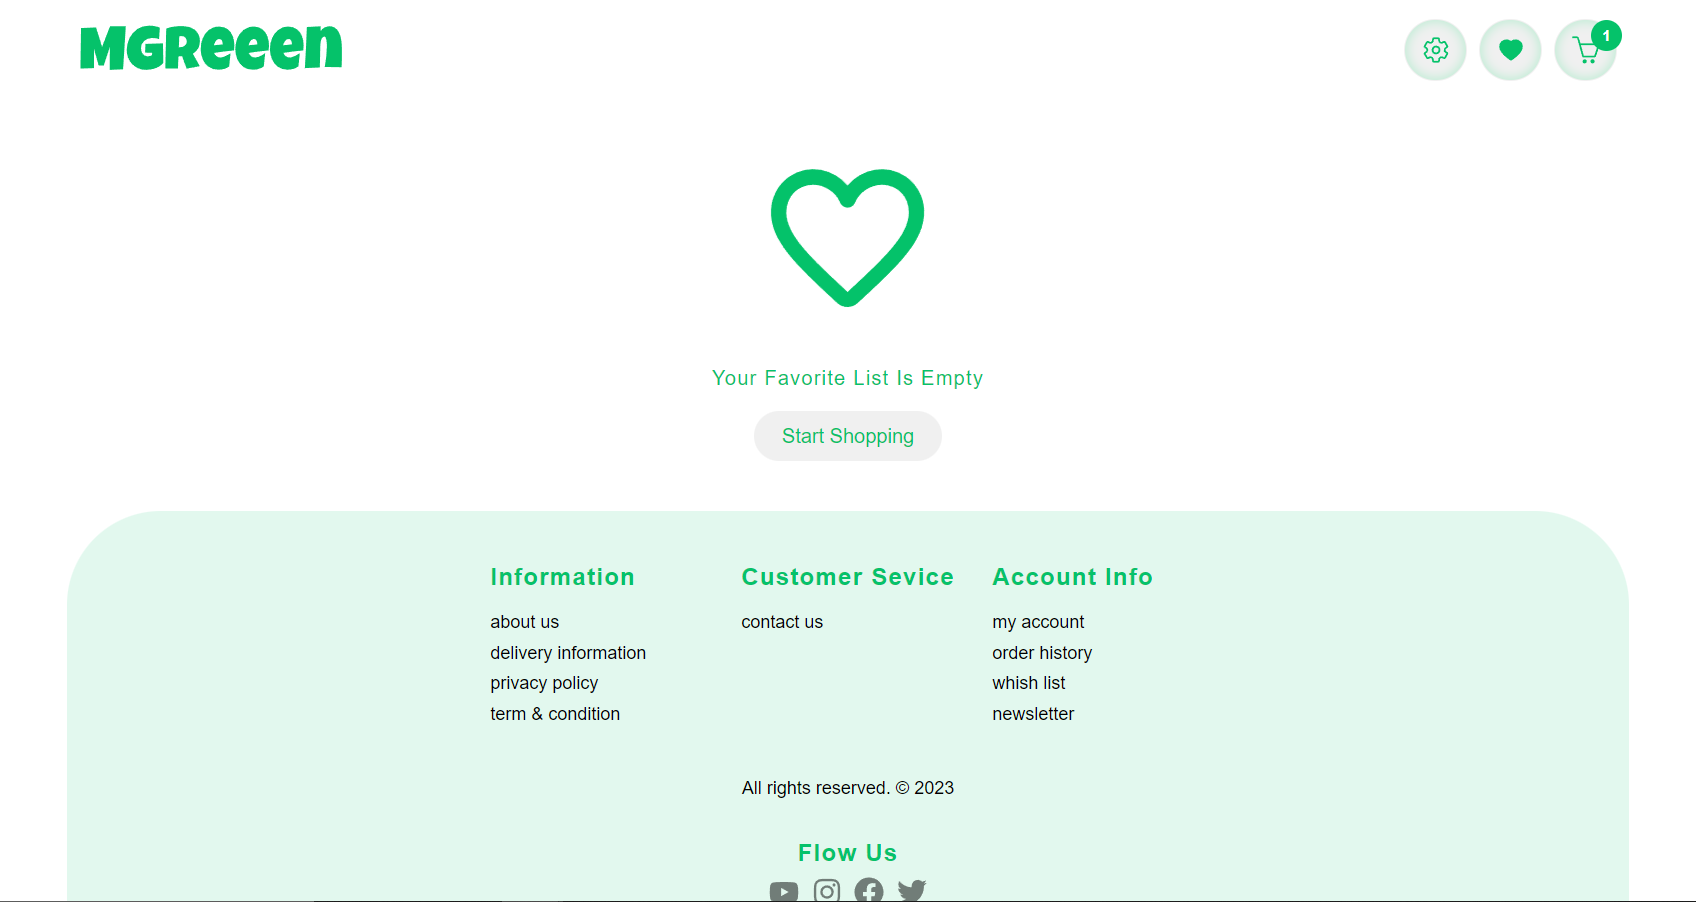 MGReeen
1
Your Favorite List Is Empty
Start Shopping
Information
about us
delivery information
privacy policy
term & condition
Customer Sevice
contact us
Account Info
my account
order history
whish list
newsletter
All rights reserved. © 2023
Flow Us